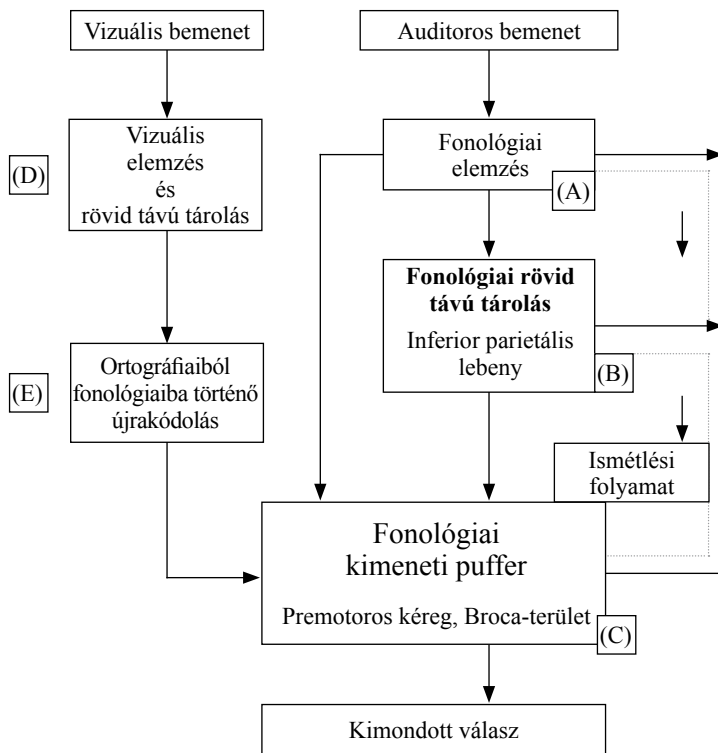 Vizuális bemenet
Auditoros bemenet
(D)
Vizuális
elemzés
és
rövid távú tárolás
Fonológiai
elemzés
(A)
Fonológiai rövid
távú tárolás
Inferior parietális
lebeny
(B)
(E)
Ortográfiaiból
fonológiaiba történő
újrakódolás
Ismétlési
folyamat
Fonológiai
kimeneti puffer
Premotoros kéreg, Broca-terület
(C)
Kimondott válasz